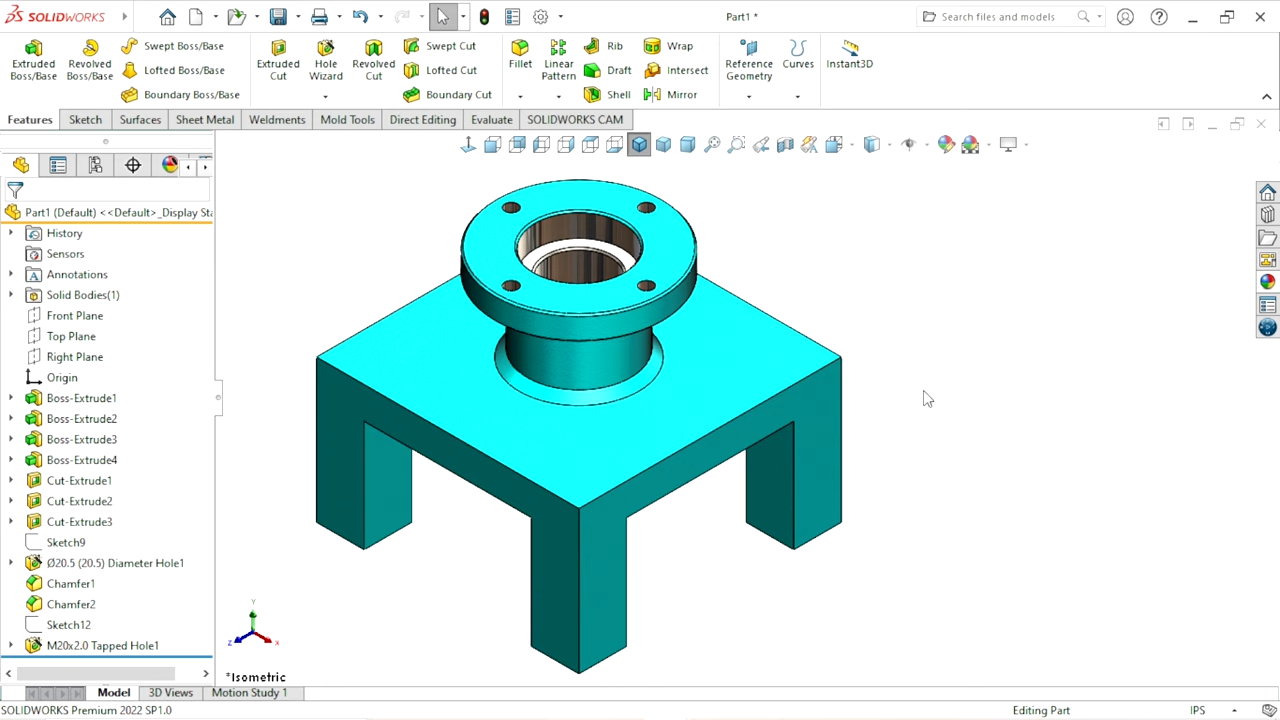 SOLIDWORKS
Part1 *
Search files and models
Extruded Boss/Base
Revolved Boss/Base
Swept Boss/Base
Lofted Boss/Base
Boundary Boss/Base
Extruded Cut
Hole Wizard
Revolved Cut
Swept Cut
Lofted Cut
Boundary Cut
Fillet
Linear Pattern
Rib
Draft
Shell
Wrap
Intersect
Mirror
Reference Geometry
Curves
Instant3D
Features
Sketch
Surfaces
Sheet Metal
Weldments
Mold Tools
Direct Editing
Evaluate
SOLIDWORKS CAM
Part1 (Default) <<Default>_Display Sta
History
Sensors
Annotations
Solid Bodies(1)
Front Plane
Top Plane
Right Plane
Origin
Boss-Extrude1
Boss-Extrude2
Boss-Extrude3
Boss-Extrude4
Cut-Extrude1
Cut-Extrude2
Cut-Extrude3
Sketch9
Ø20.5 (20.5) Diameter Hole1
Chamfer1
Chamfer2
Sketch12
M20x2.0 Tapped Hole1
Y
Z
X
*Isometric
Model
3D Views
Motion Study 1
SOLIDWORKS Premium 2022 SP1.0
Editing Part
IPS